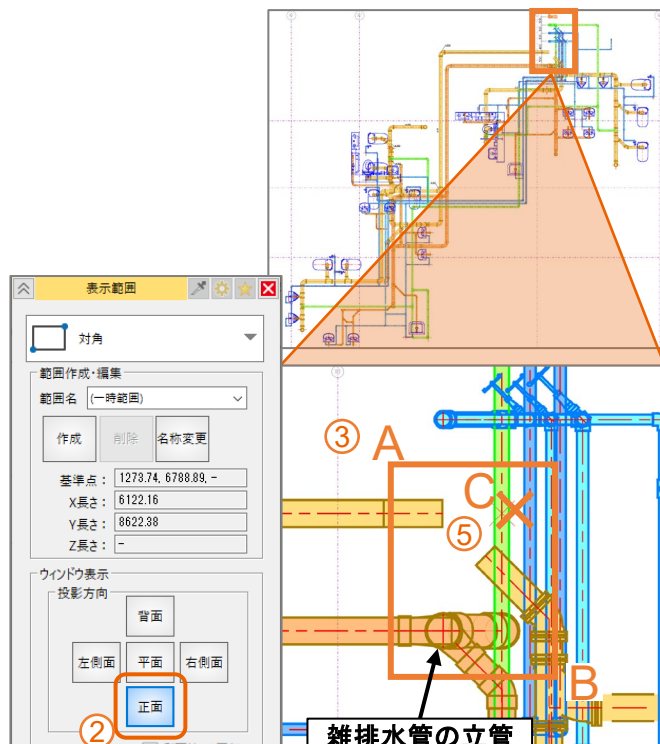 表示範囲
対角
範囲作成・編集
範囲名 (一時範囲)
作成 削除 名称変更
基準点： 1273.74, 6788.89, -
X長さ： 6122.16
Y長さ： 8622.38
Z長さ： -
ウィンドウ表示
投影方向
背面
左側面 平面 右側面
正面
②
③
A
C
⑤
B
雑排水管の立管